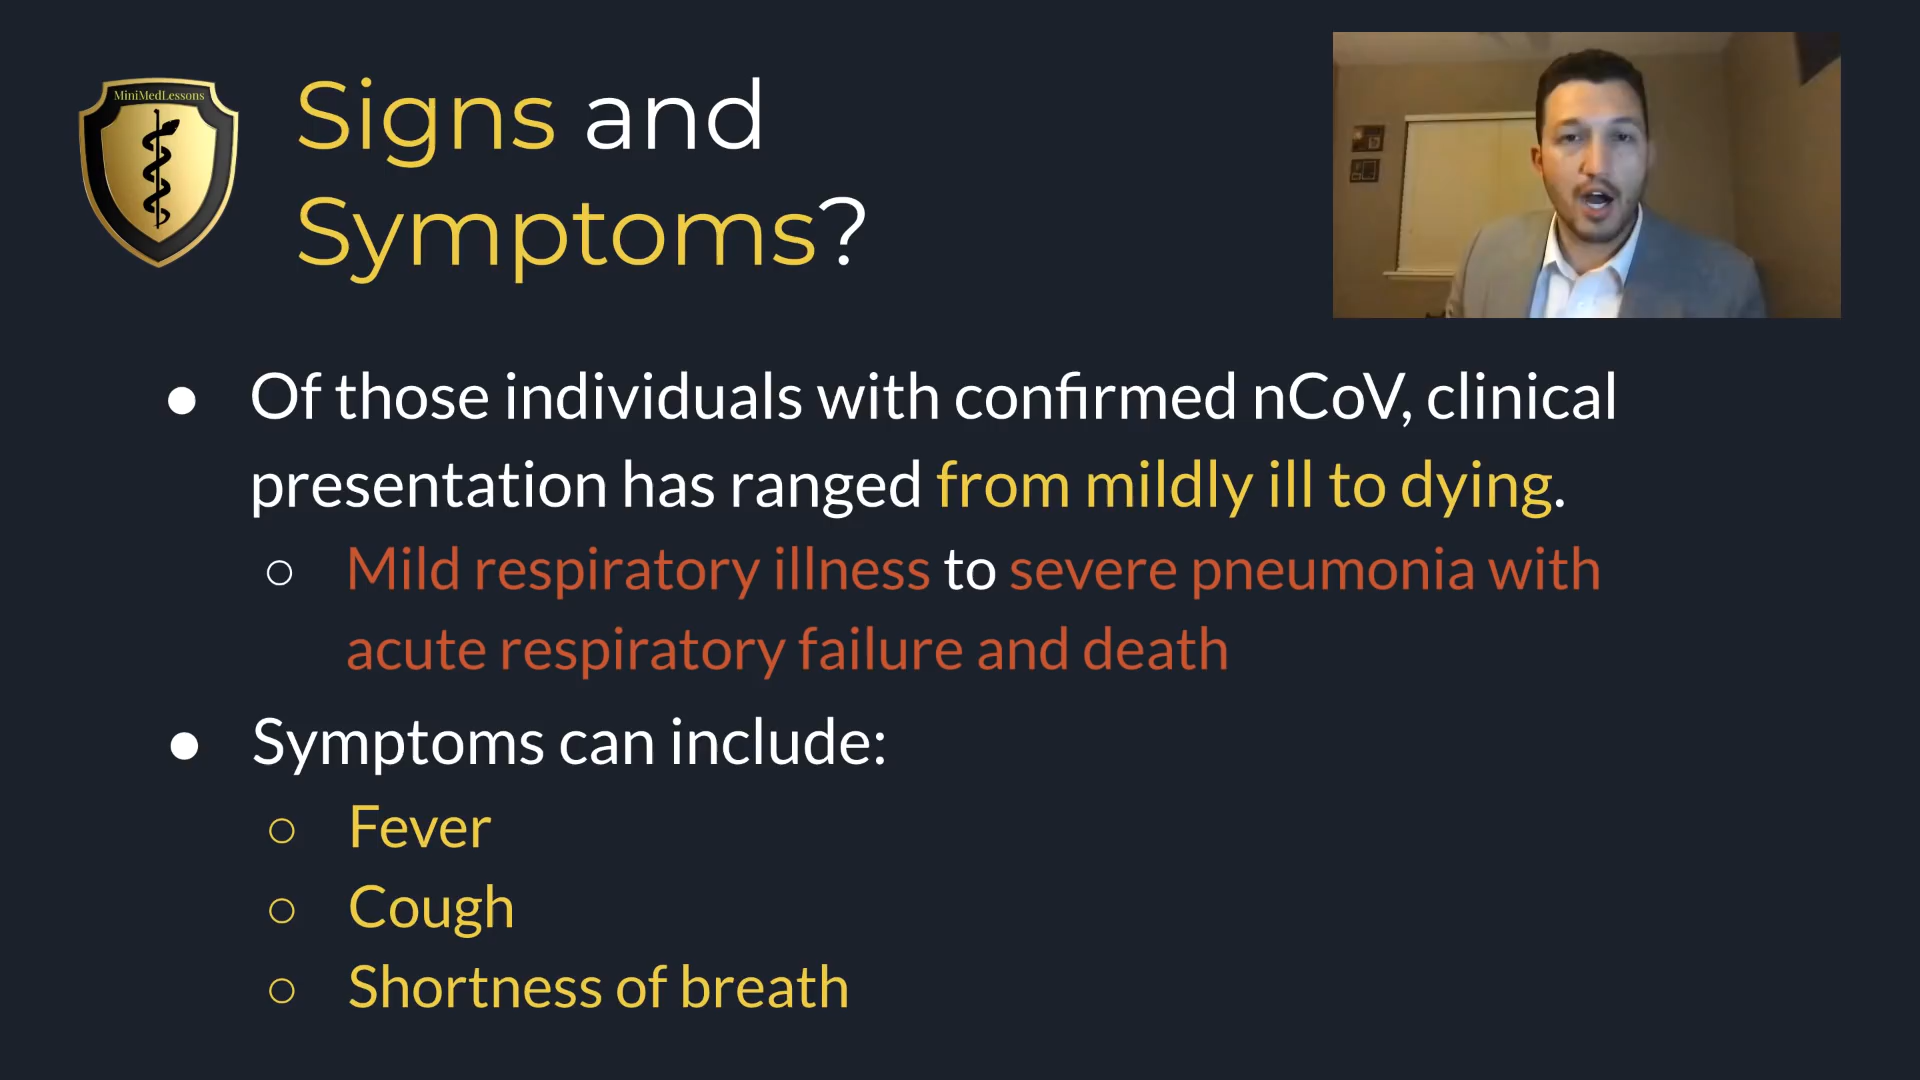 MiniMedLessons
Signs and
Symptoms?
● Of those individuals with confirmed nCoV, clinical
presentation has ranged from mildly ill to dying.
○ Mild respiratory illness to severe pneumonia with
acute respiratory failure and death
● Symptoms can include:
○ Fever
○ Cough
○ Shortness of breath